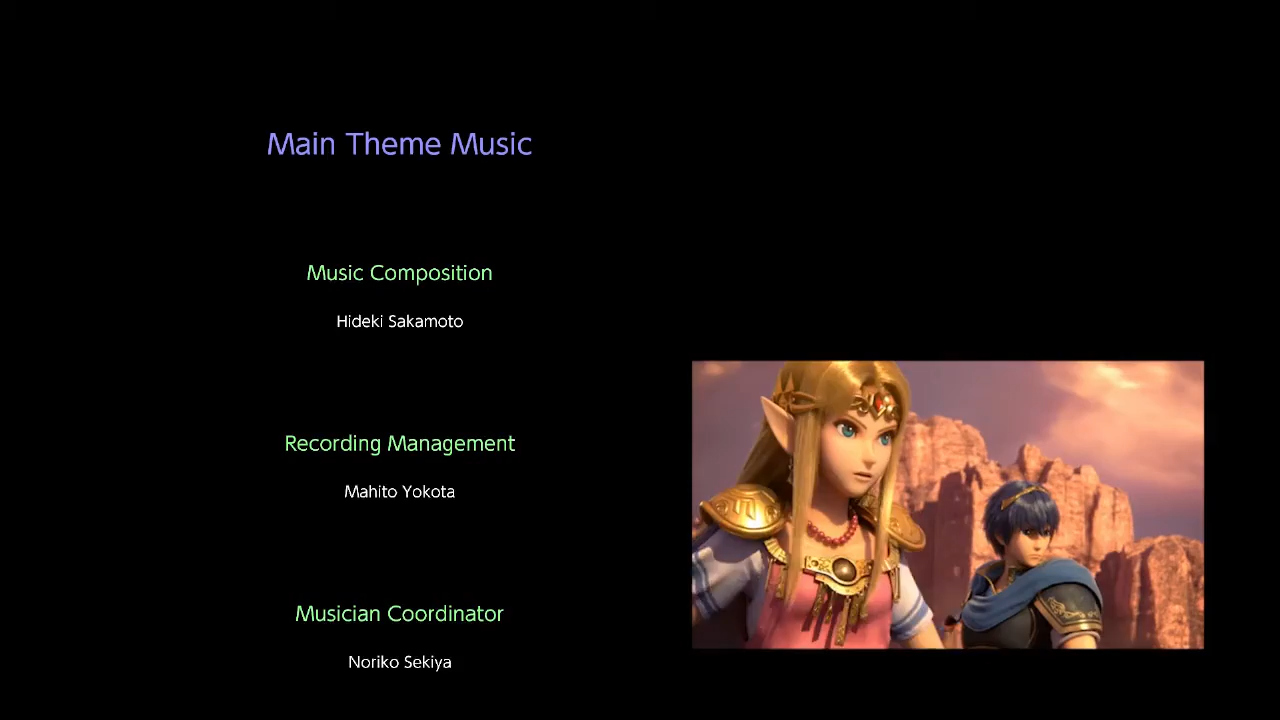 Main Theme Music
Music Composition
Hideki Sakamoto
Recording Management
Mahito Yokota
Musician Coordinator
Noriko Sekiya